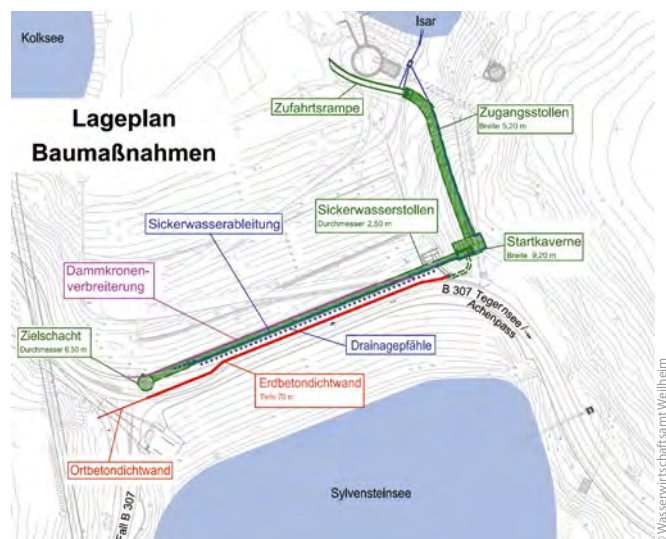 Kolksee
Isar
Lageplan
Baumaßnahmen
Zufahrtsrampe
Zugangsstollen
Breite 5,20 m
Sickerwasserstollen
Durchmesser 2,50 m
Sickerwasserableitung
Startkaverne
Breite 9,20 m
Dammkronen-
verbreiterung
B 307 Tegernsee /
Achenpass
Zielschacht
Durchmesser 6,50 m
Drainagepfähle
Erdbetondichtwand
Tiefe 70 m
Ortbetondichtwand
Sylvensteinsee
Fall B 307
Wasserwirtschaftsamt Weilheim